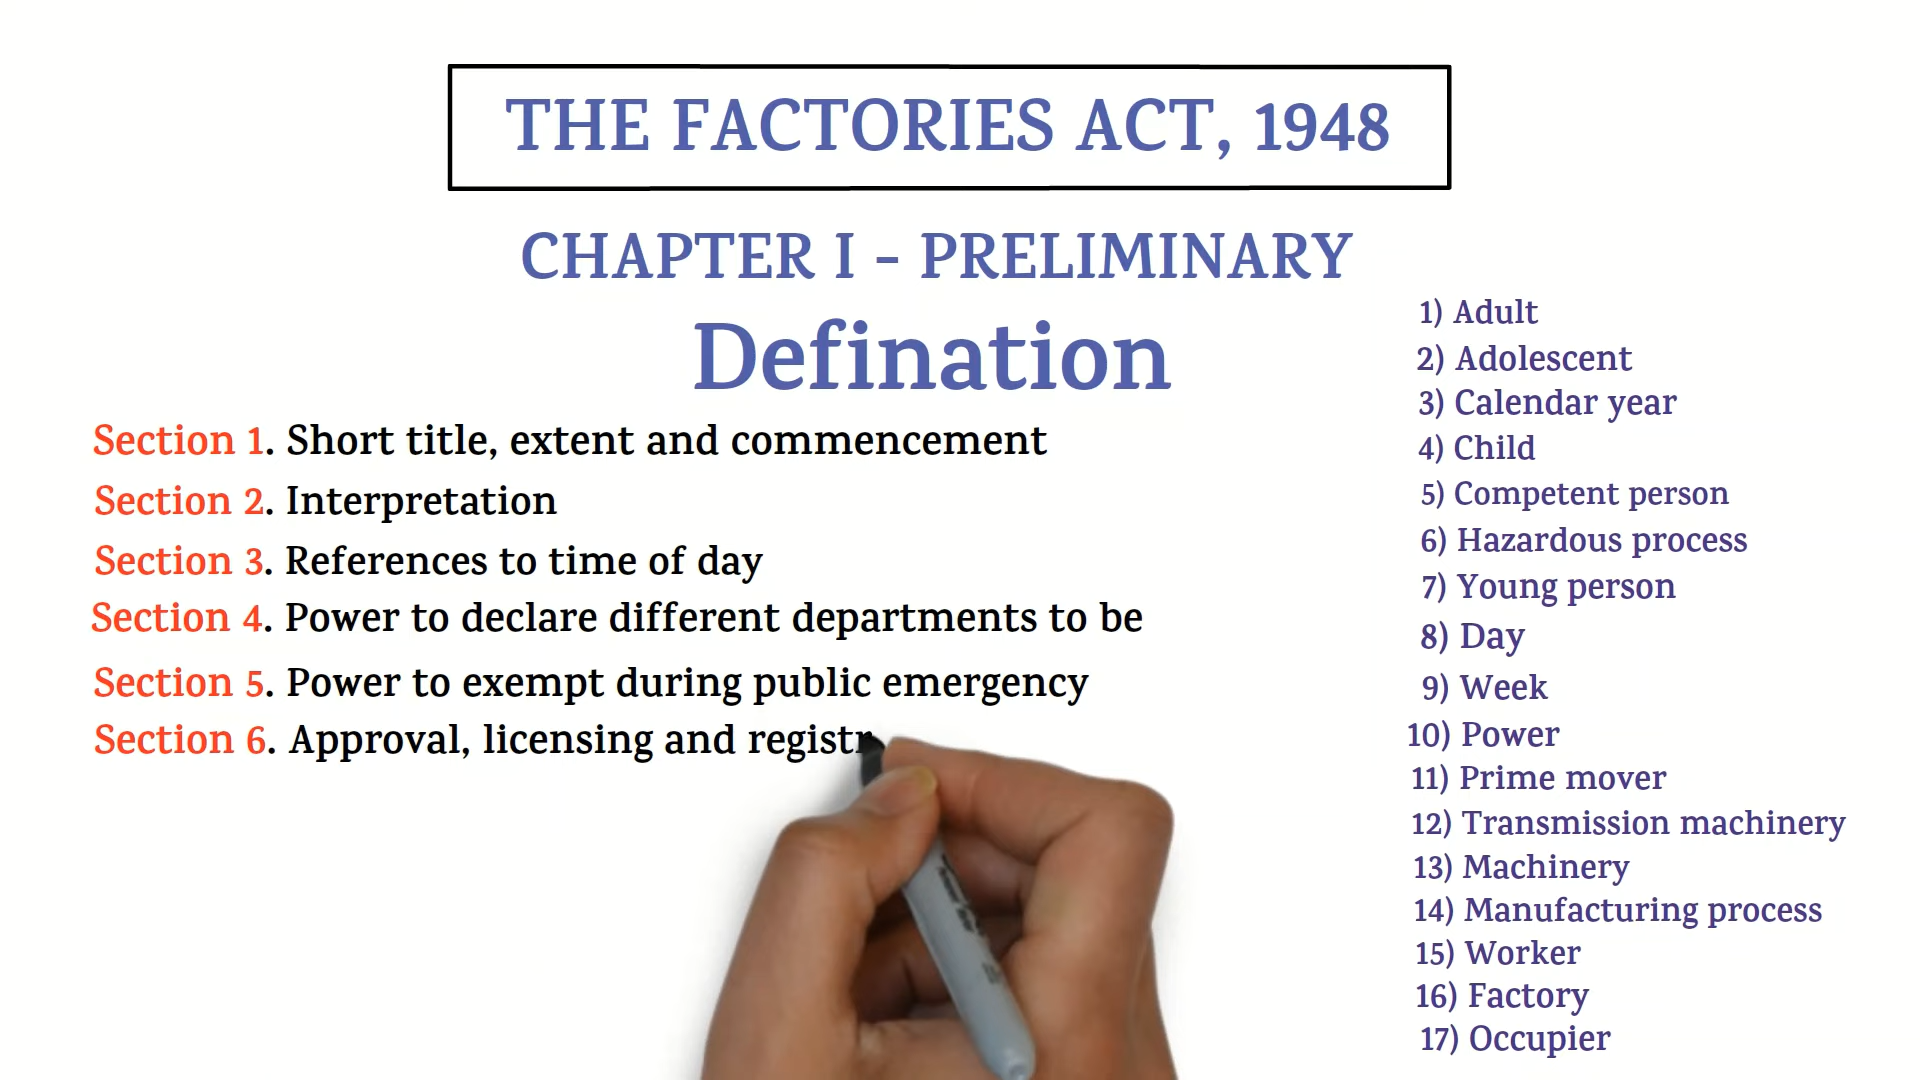 THE FACTORIES ACT, 1948
CHAPTER I - PRELIMINARY
Defination
Section 1. Short title, extent and commencement
Section 2. Interpretation
Section 3. References to time of day
Section 4. Power to declare different departments to be
Section 5. Power to exempt during public emergency
Section 6. Approval, licensing and registr
1) Adult
2) Adolescent
3) Calendar year
4) Child
5) Competent person
6) Hazardous process
7) Young person
8) Day
9) Week
10) Power
11) Prime mover
12) Transmission machinery
13) Machinery
14) Manufacturing process
15) Worker
16) Factory
17) Occupier